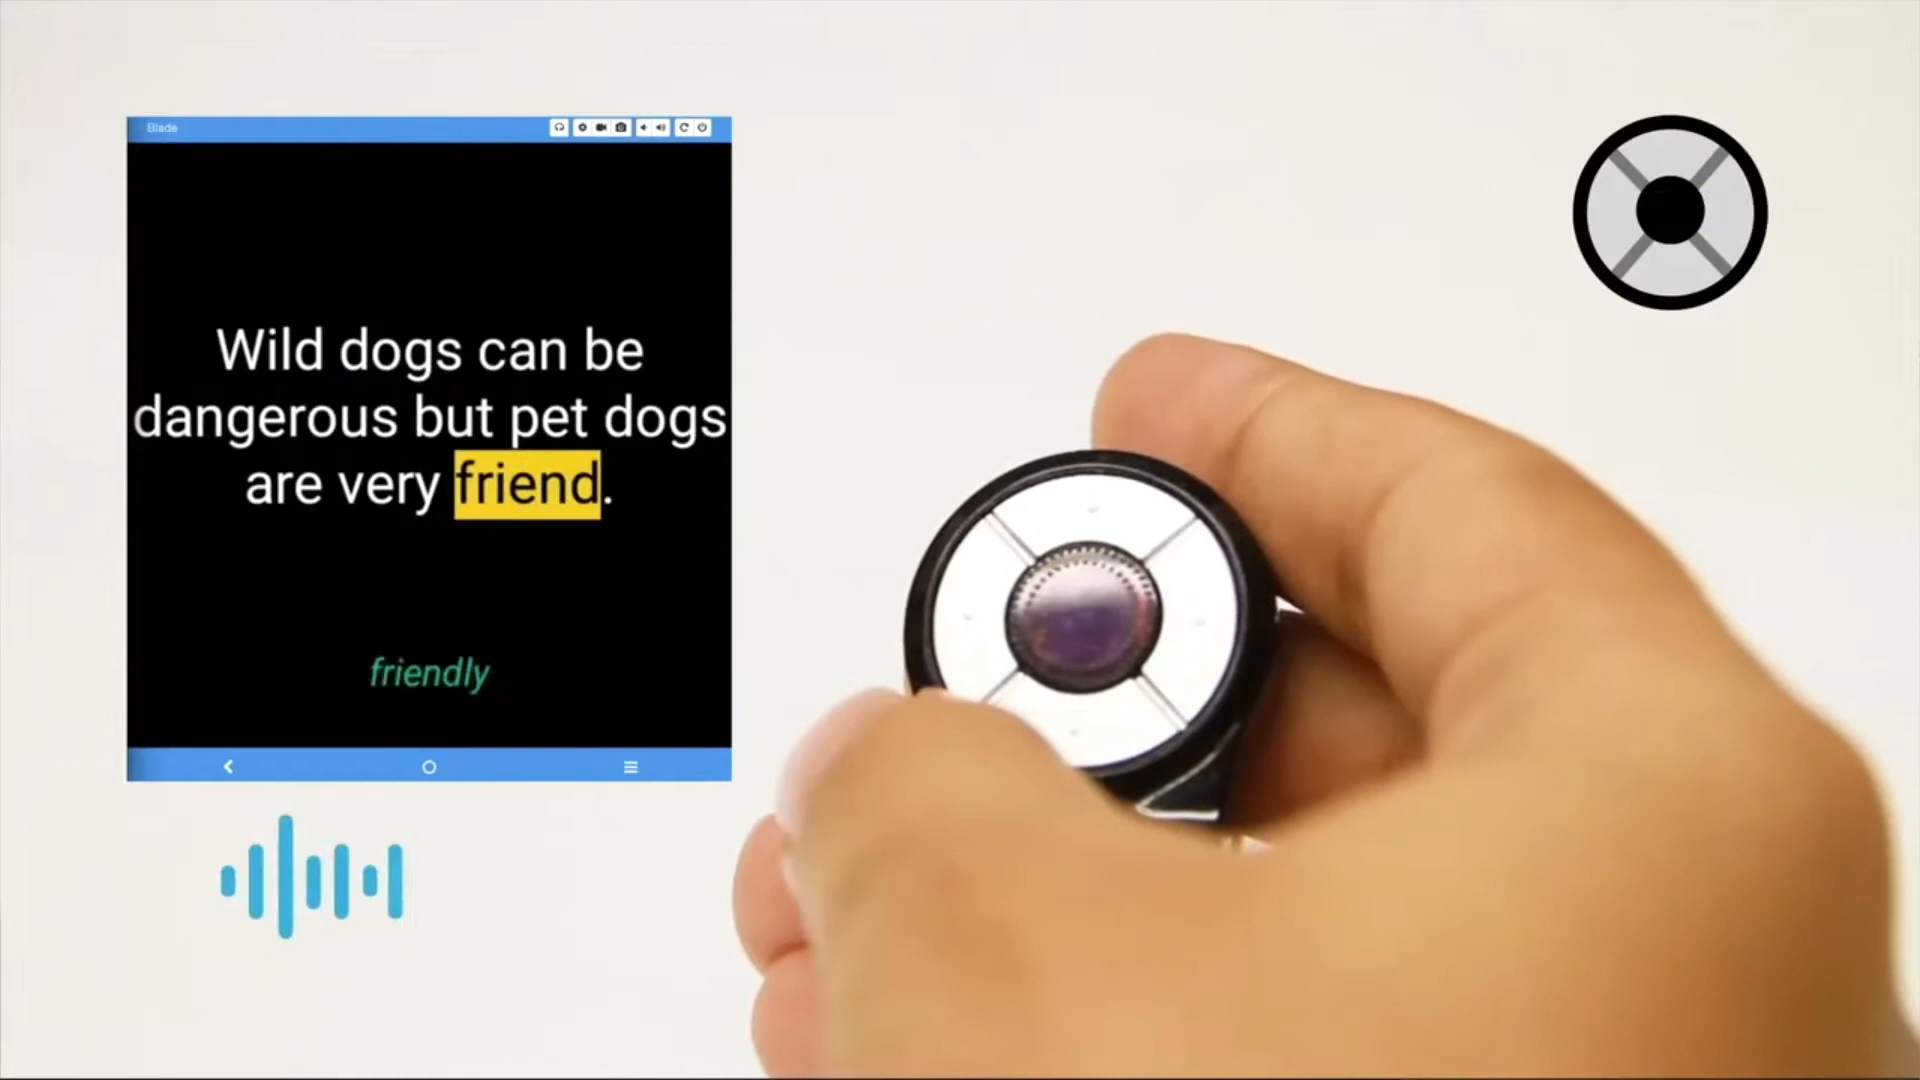 Blade
Wild dogs can be
dangerous but pet dogs
are very friend.
friendly